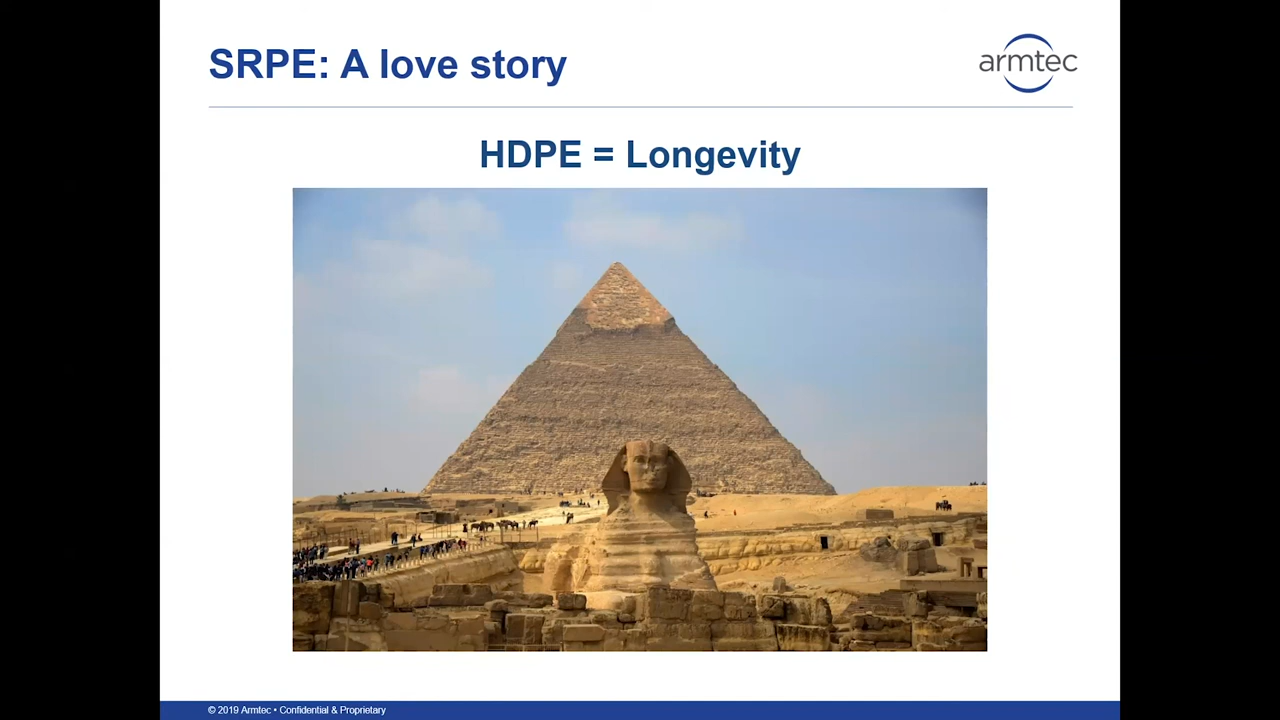 SRPE: A love story
armtec
HDPE = Longevity
© 2019 Armtec • Confidential & Proprietary